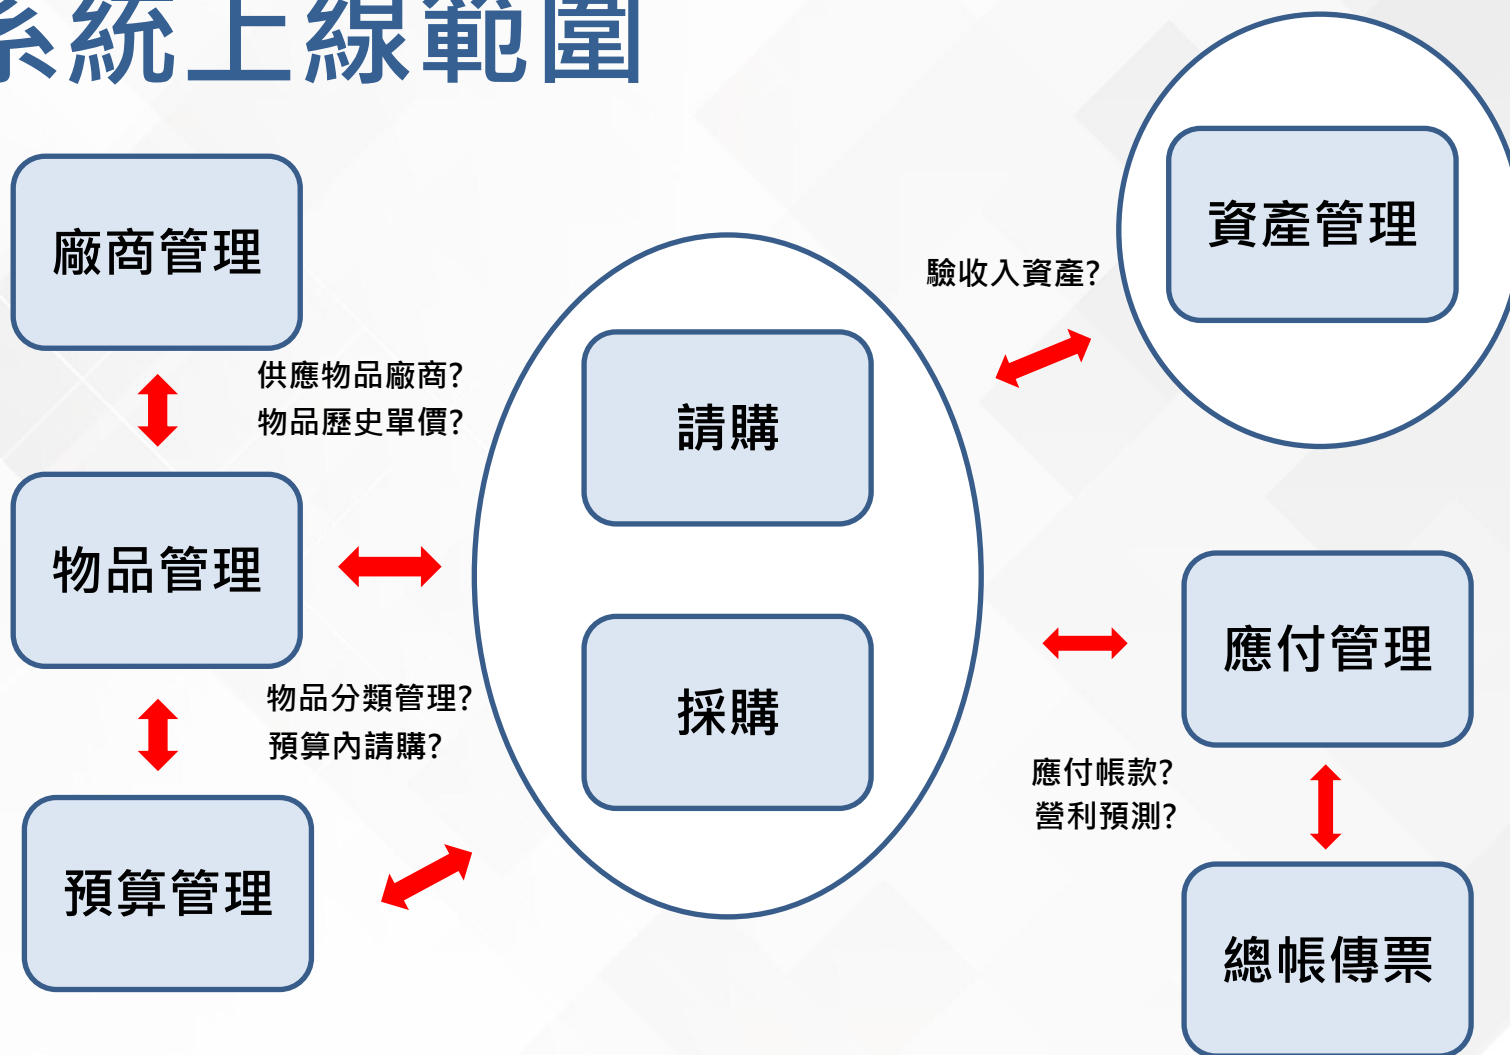 系統上線範圍
廠商管理
供應物品廠商?
物品歷史單價?
物品管理
物品分類管理?
預算內請購?
預算管理
請購
採購
驗收入資產?
資產管理
應付管理
應付帳款?
營利預測?
總帳傳票